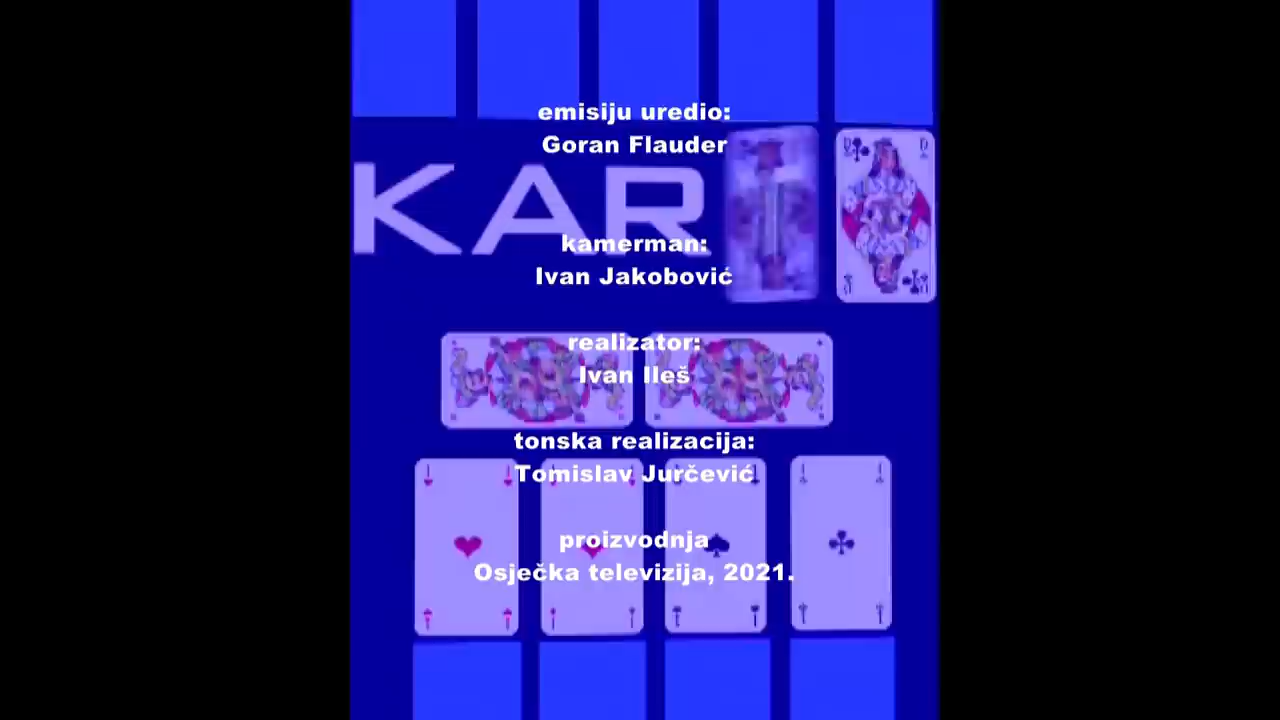 emisiju uredio:
Goran Flauder
KAR
kamerman:
Ivan Jakobović
realizator:
Ivan Ileš
tonska realizacija:
Tomislav Jurčević
proizvodnja
Osječka televizija, 2021.